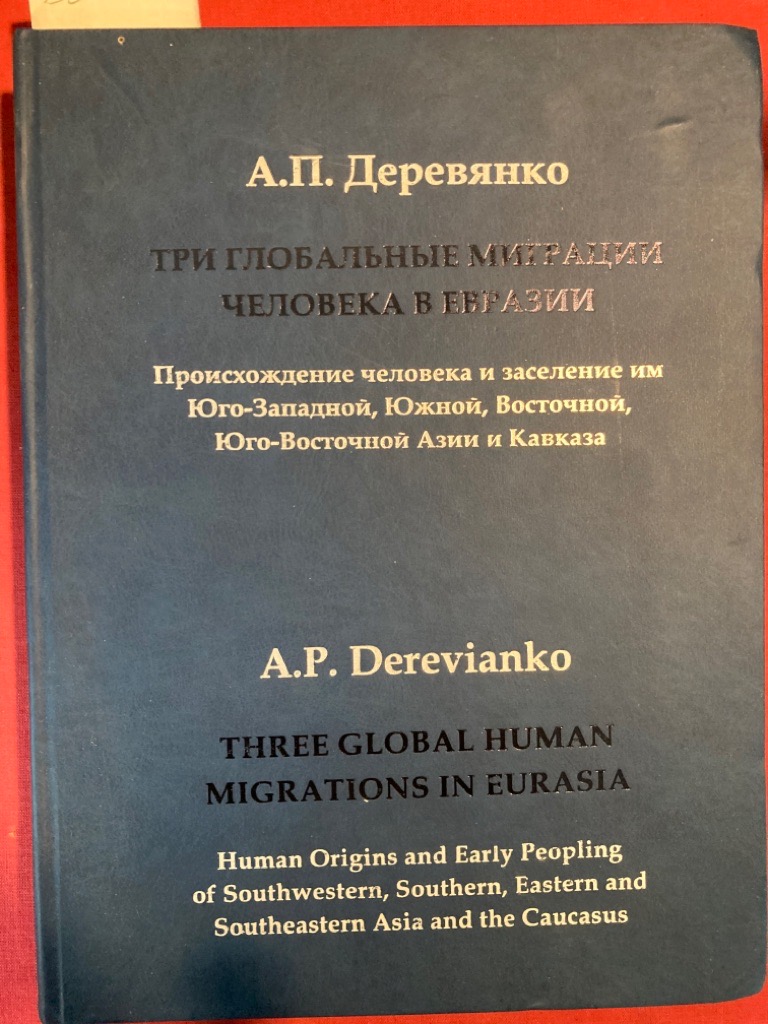 А.П. Деревянко
ТРИ ГЛОБАЛЬНЫЕ МИГРАЦИИ
ЧЕЛОВЕКА В ЕВРАЗИИ
Происхождение человека и заселение им
Юго-Западной, Южной, Восточной,
Юго-Восточной Азии и Кавказа
A.P. Derevianko
THREE GLOBAL HUMAN
MIGRATIONS IN EURASIA
Human Origins and Early Peopling
of Southwestern, Southern, Eastern and
Southeastern Asia and the Caucasus